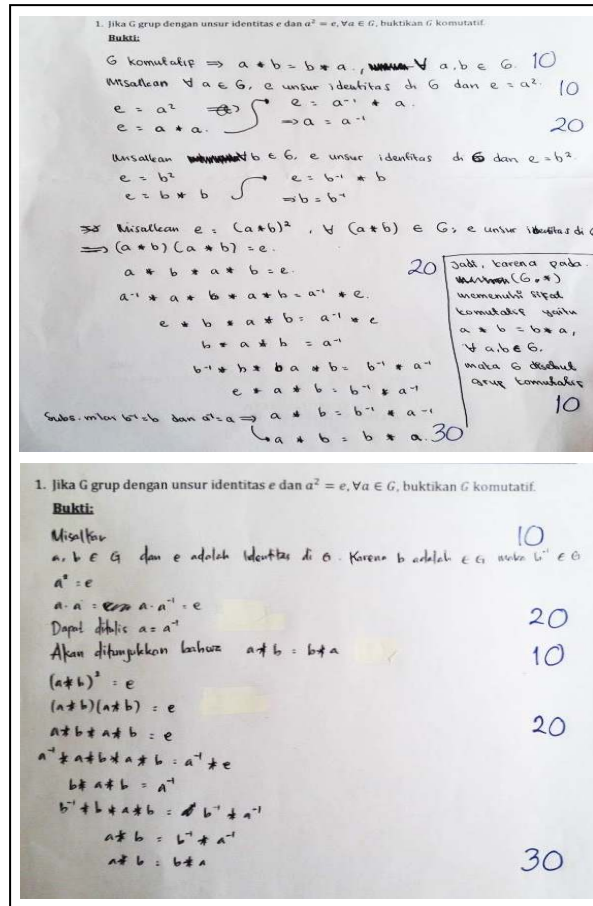 1. Jika G grup dengan unsur identitas e dan a² = e, ∀a ∈ G, buktikan G komutatif.
Bukti:
G komutatif ⇒ a * b = b * a., ∀ a,b ∈ G. 10
Misalkan ∀ a ∈ G, e unsur identitas di G dan e = a². 10
e = a² e = a⁻¹ * a.
e = a * a. ⇒ a = a⁻¹ 20
Misalkan ∀ b ∈ G, e unsur identitas di G dan e = b².
e = b² e = b⁻¹ * b
e = b * b ⇒ b = b⁻¹
Misalkan e = (a*b)², ∀ (a*b) ∈ G, e unsur identitas di G
⇒ (a * b)(a * b) = e.
a * b * a * b = e. 20
a⁻¹ * a * b * a * b = a⁻¹ * e.
e * b * a * b = a⁻¹ * e
b * a * b = a⁻¹
b⁻¹ * b * a * b = b⁻¹ * a⁻¹
e * a * b = b⁻¹ * a⁻¹
Subs. nilai b⁻¹=b dan a⁻¹=a ⇒ a * b = b⁻¹ * a⁻¹
a * b = b * a. 30
Jadi, karena pada
(G,*)
memenuhi sifat
komutatif yaitu
a * b = b * a,
∀ a,b ∈ G.
maka G disebut
grup komutatif
10
1. Jika G grup dengan unsur identitas e dan a² = e, ∀a ∈ G, buktikan G komutatif.
Bukti:
Misalkan 10
a, b ∈ G dan e adalah identitas di G. Karena b adalah ∈ G maka b⁻¹ ∈ G
a² = e
a. a = a. a⁻¹ = e
Dapat ditulis a = a⁻¹ 20
Akan ditunjukkan bahwa a * b = b * a 10
(a * b)² = e
(a * b)(a * b) = e
a * b * a * b = e 20
a⁻¹ * a * b * a * b = a⁻¹ * e
b * a * b = a⁻¹
b⁻¹ * b * a * b = b⁻¹ * a⁻¹
a * b = b⁻¹ * a⁻¹
a * b = b * a 30